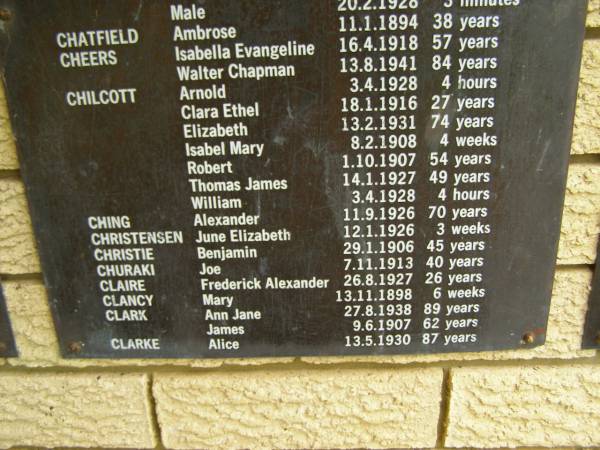 Male 20.2.1928 3 minutes
CHATFIELD Ambrose 11.1.1894 38 years
CHEERS Isabella Evangeline 16.4.1918 57 years
Walter Chapman 13.8.1941 84 years
CHILCOTT Arnold 3.4.1928 4 hours
Clara Ethel 18.1.1916 27 years
Elizabeth 13.2.1931 74 years
Isabel Mary 8.2.1908 4 weeks
Robert 1.10.1907 54 years
Thomas James 14.1.1927 49 years
William 3.4.1928 4 hours
CHING Alexander 11.9.1926 70 years
CHRISTENSEN June Elizabeth 12.1.1926 3 weeks
CHRISTIE Benjamin 29.1.1906 45 years
CHURAKI Joe 7.11.1913 40 years
CLAIRE Frederick Alexander 26.8.1927 26 years
CLANCY Mary 13.11.1898 6 weeks
CLARK Ann Jane 27.8.1938 89 years
James 9.6.1907 62 years
CLARKE Alice 13.5.1930 87 years